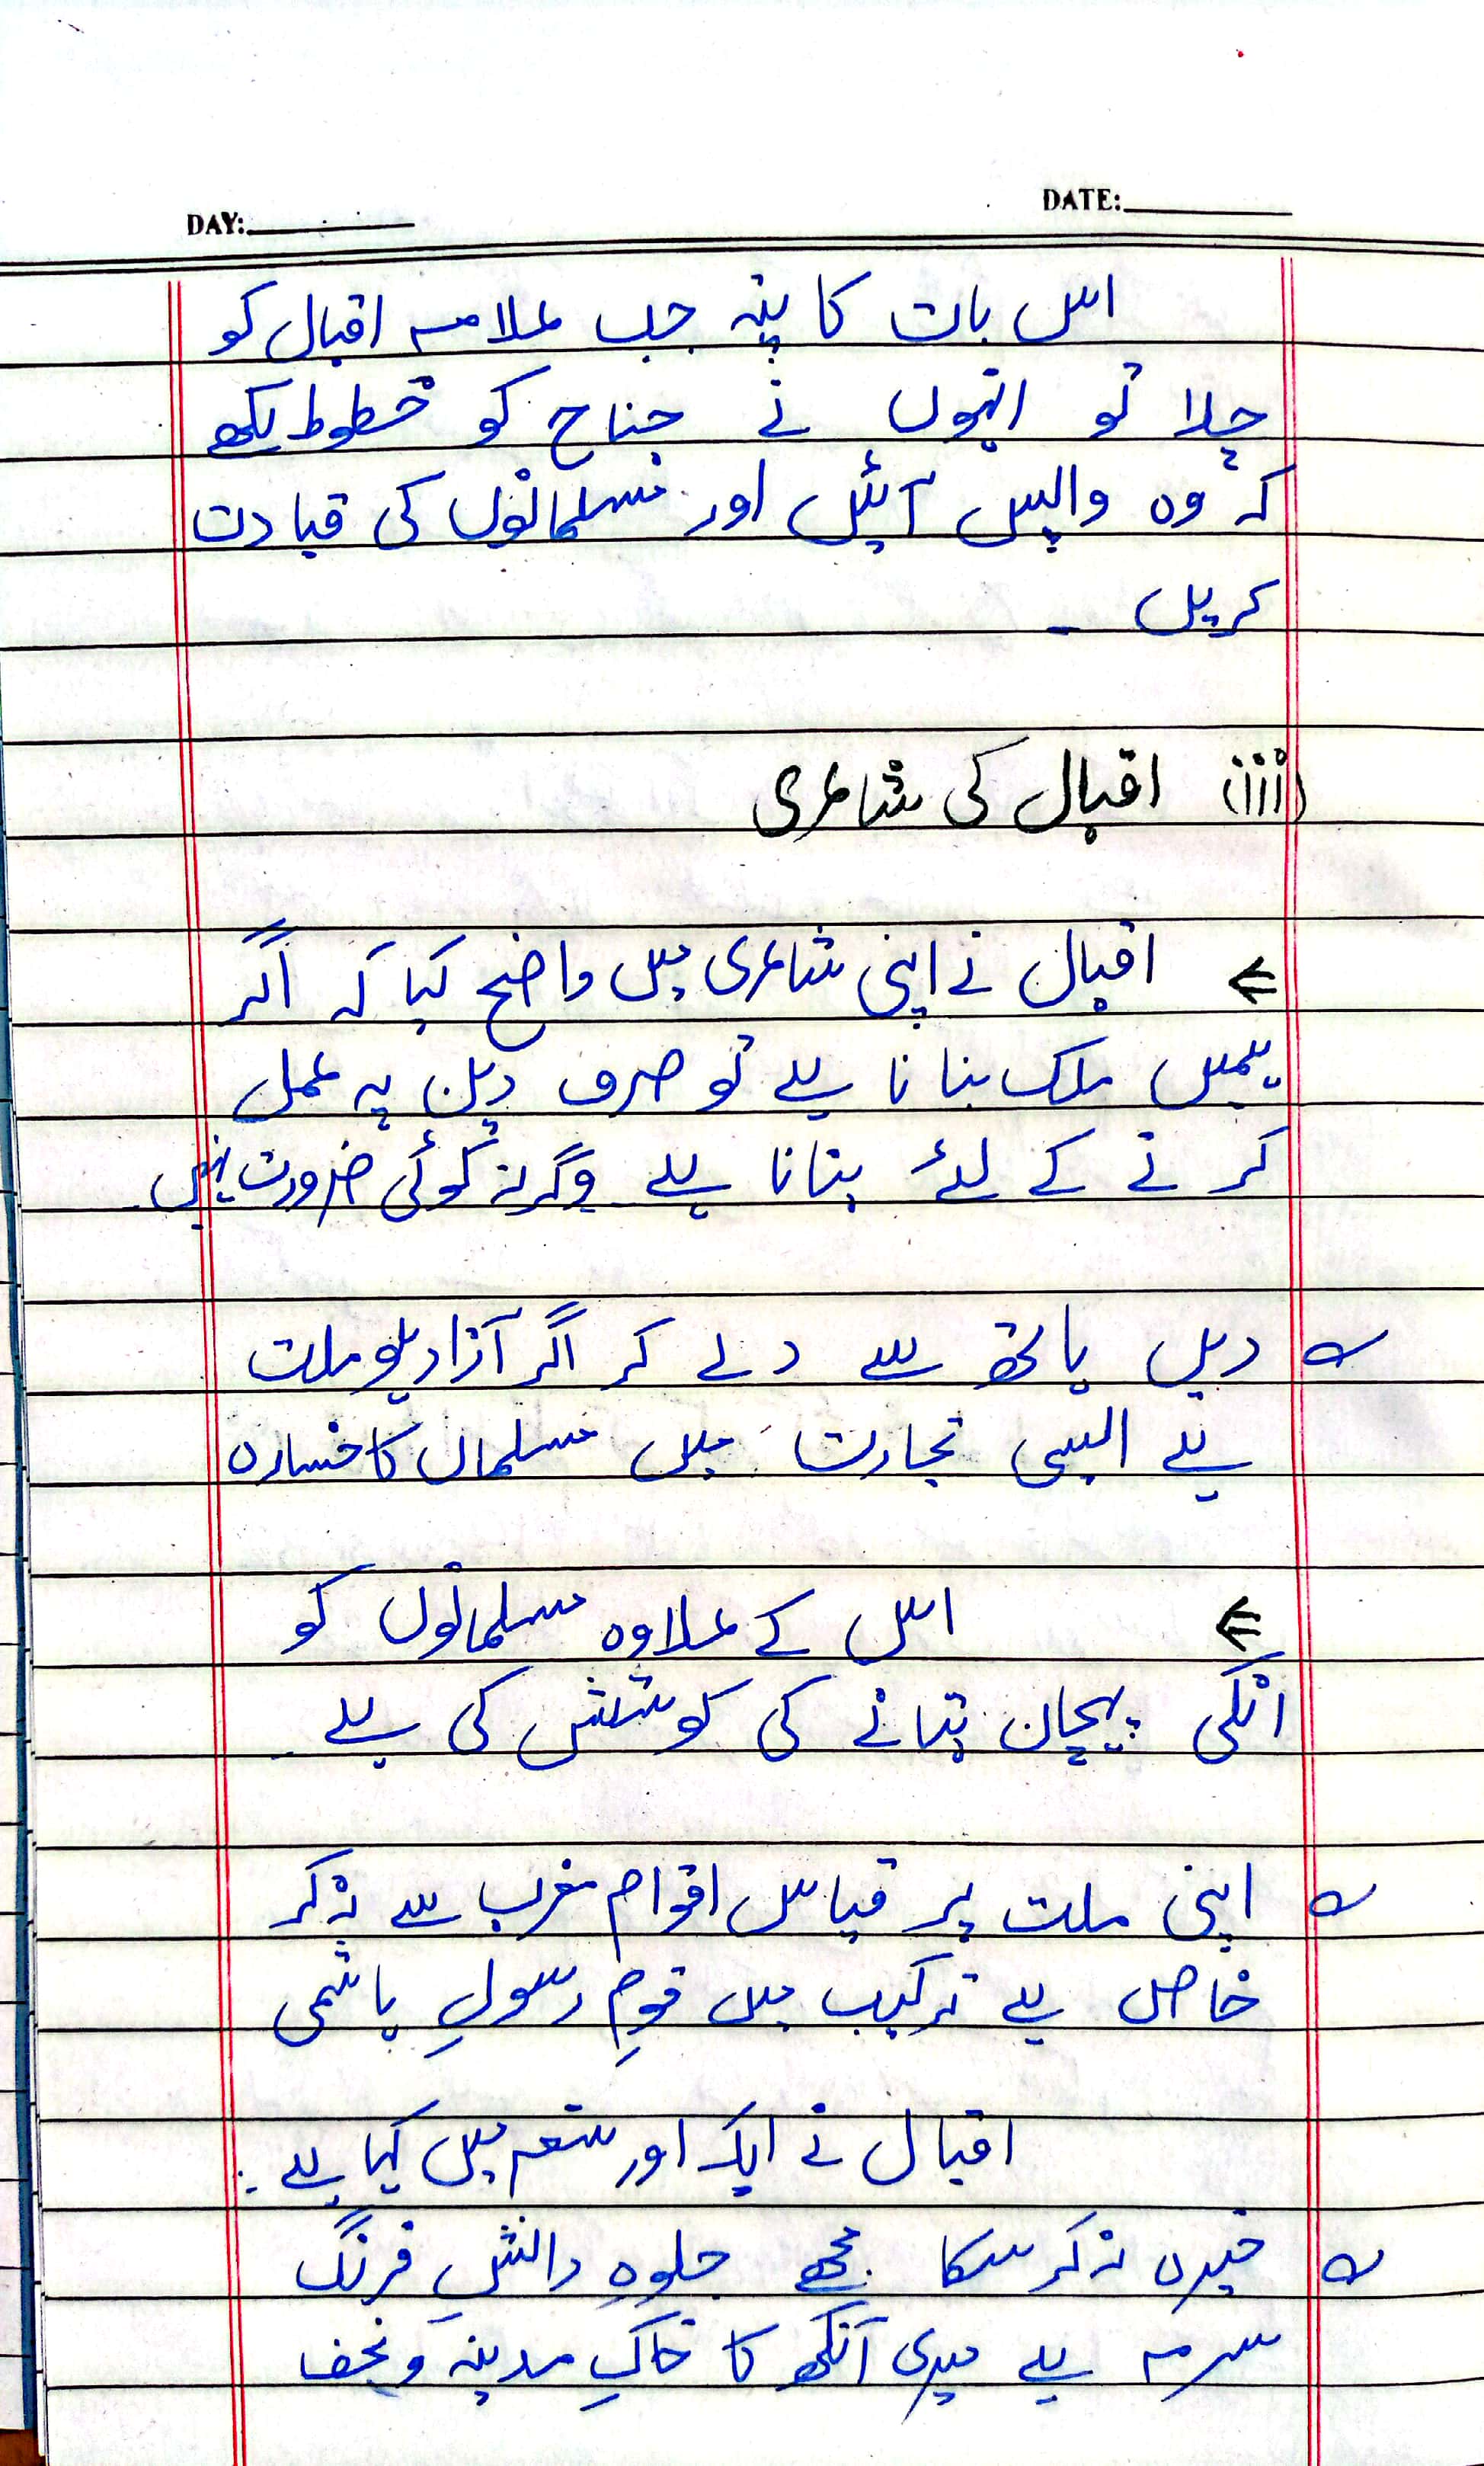 DAY:
DATE:
اس بات کا پتہ جب علامہ اقبال کو
چلا تو انہوں نے جناح کو خطوط لکھے
کہ وہ واپس آئیں اور مسلمانوں کی قیادت
کریں ۔
(iii) اقبال کی شاعری
⇐ اقبال نے اپنی شاعری میں واضح کیا کہ اگر
ہمیں ملک بنانا ہے تو صرف دین پہ عمل
کرنے کے لئے بنانا ہے وگرنہ کوئی ضرورت نہیں۔
؎ دیں ہاتھ سے دے کر اگر آزاد ہو ملت
ہے ایسی تجارت میں مسلماں کا خسارہ
⇐ اس کے علاوہ مسلمانوں کو
انکی پہچان بتانے کی کوشش کی ہے ۔
؎ اپنی ملت پر قیاس اقوام مغرب سے نہ کر
خاص ہے ترکیب میں قومِ رسولِ ہاشمی
اقبال نے ایک اور شعر میں کہا ہے :
؎ خیرہ نہ کر سکا مجھے جلوہِ دانشِ فرنگ
سرمہ ہے میری آنکھ کا خاکِ مدینہ و نجف